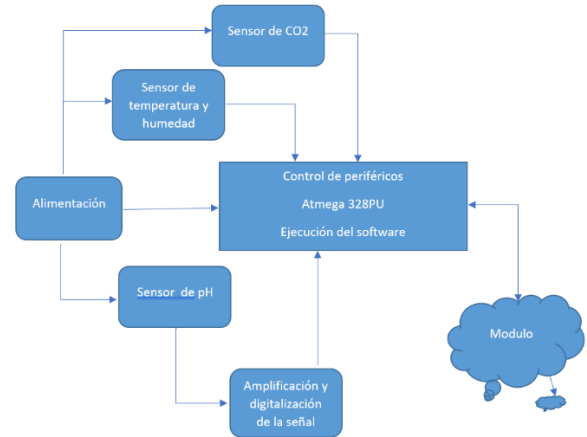 Sensor de CO2
Sensor de
temperatura y
humedad
Control de periféricos
Atmega 328PU
Ejecución del software
Alimentación
Sensor de pH
Modulo
Amplificación y
digitalización
de la señal